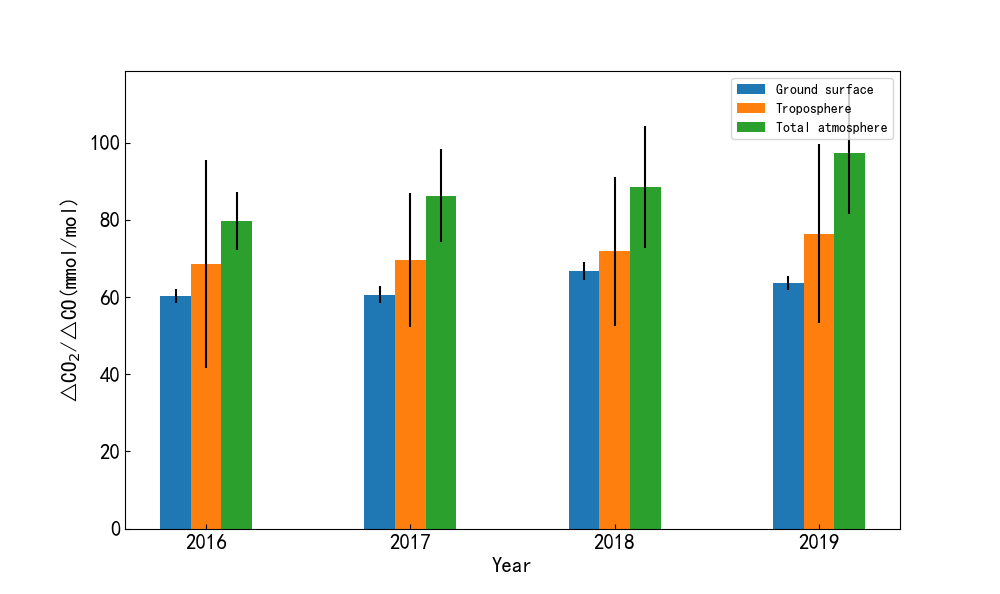 Ground surface
Troposphere
Total atmosphere
100
80
60
40
20
0
△CO₂/△CO(mmol/mol)
2016 2017 2018 2019
Year